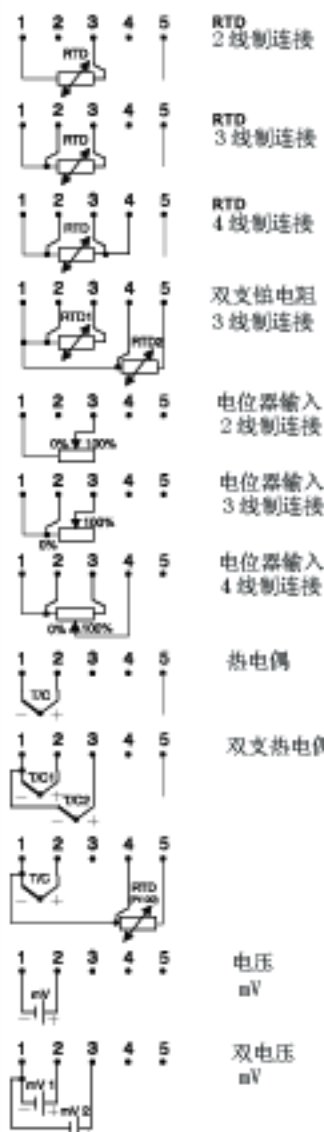 1 2 3 4 5
RTD
RTD
2 线制连接
1 2 3 4 5
RTD
RTD
3 线制连接
1 2 3 4 5
RTD
RTD
4 线制连接
1 2 3 4 5
RTD1
RTD2
双支铂电阻
3 线制连接
1 2 3 4 5
0% 100%
电位器输入
2 线制连接
1 2 3 4 5
100%
0%
电位器输入
3 线制连接
1 2 3 4 5
0% 100%
电位器输入
4 线制连接
1 2 3 4 5
T/C
- +
热电偶
1 2 3 4 5
T/C1
- +
T/C2
- +
双支热电偶
1 2 3 4 5
T/C
- +
RTD
1 2 3 4 5
mV
- +
电压
mV
1 2 3 4 5
mV 1
- +
mV 2
- +
双电压
mV